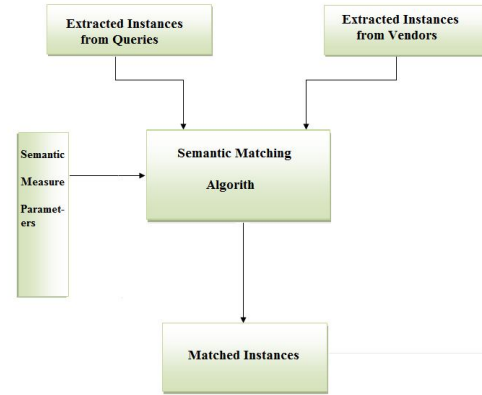 Extracted Instances
from Queries
Extracted Instances
from Vendors
Semantic
Measure
Paramet-
ers
Semantic Matching
Algorith
Matched Instances